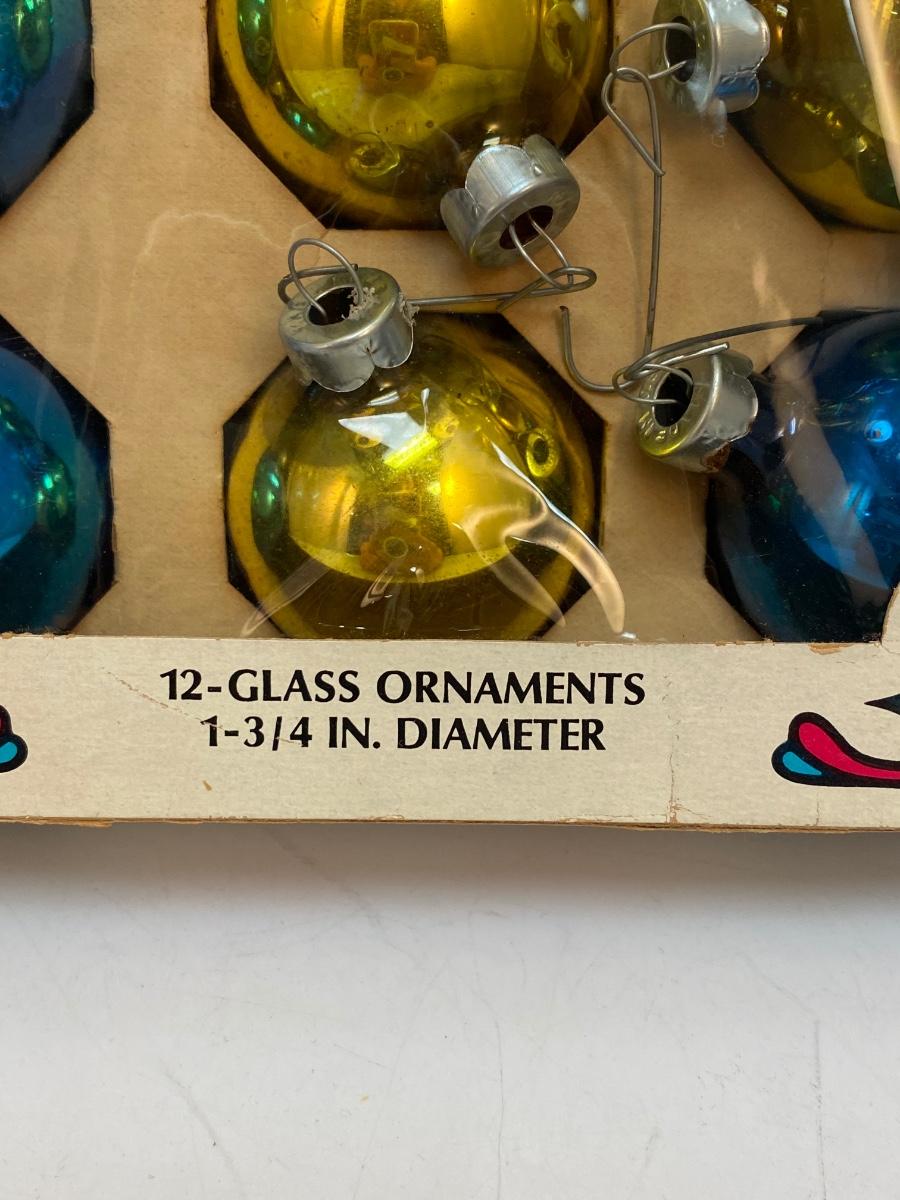 12-GLASS ORNAMENTS
1-3/4 IN. DIAMETER